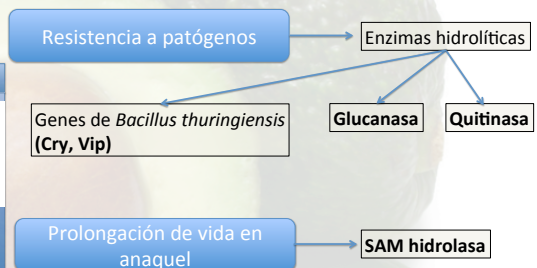 Resistencia a patógenos
Enzimas hidrolíticas
Genes de Bacillus thuringiensis
(Cry, Vip)
Glucanasa
Quitinasa
Prolongación de vida en
anaquel
SAM hidrolasa